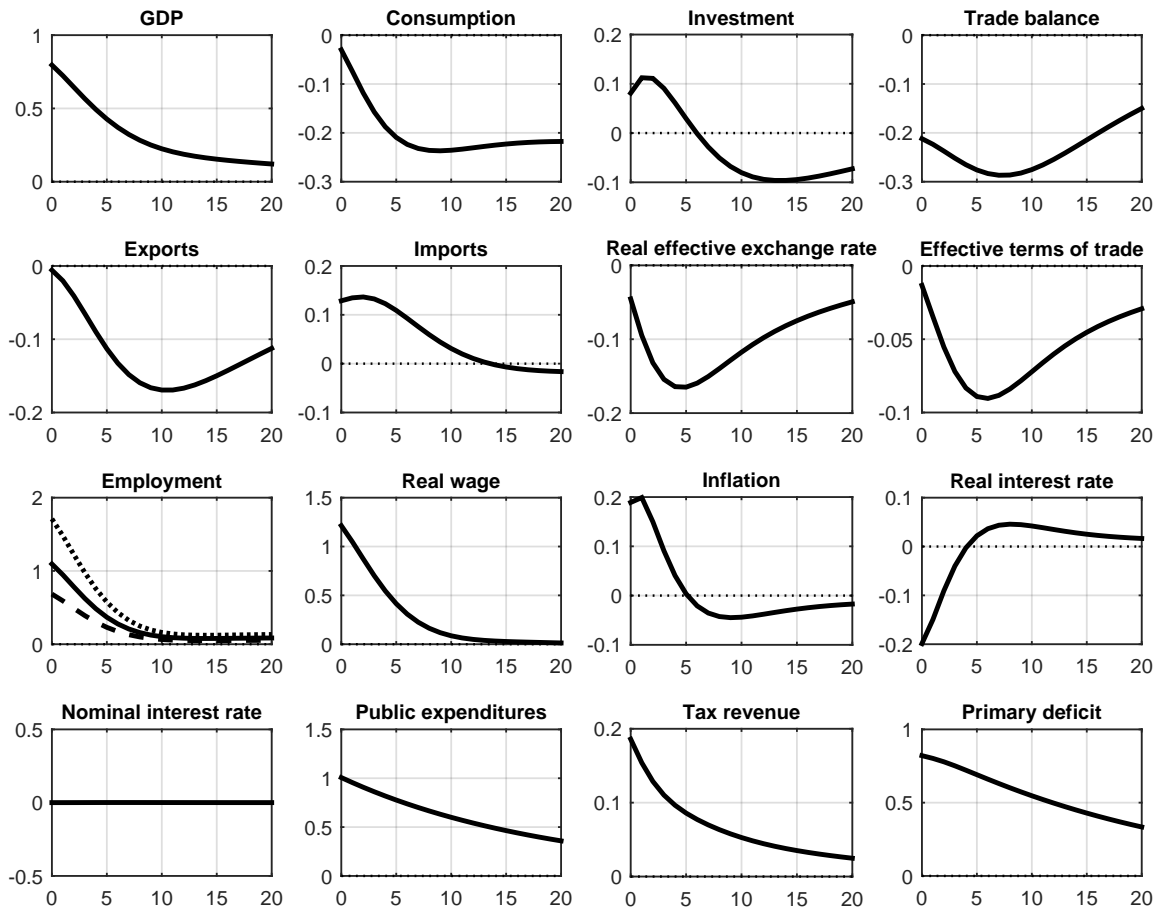 GDP
1
0.5
0
0 5 10 15 20
Consumption
0
-0.1
-0.2
-0.3
0 5 10 15 20
Investment
0.2
0.1
0
-0.1
0 5 10 15 20
Trade balance
0
-0.1
-0.2
-0.3
0 5 10 15 20
Exports
0
-0.1
-0.2
0 5 10 15 20
Imports
0.2
0.1
0
-0.1
0 5 10 15 20
Real effective exchange rate
0
-0.1
-0.2
0 5 10 15 20
Effective terms of trade
0
-0.05
-0.1
0 5 10 15 20
Employment
2
1
0
0 5 10 15 20
Real wage
1.5
1
0.5
0
0 5 10 15 20
Inflation
0.2
0.1
0
-0.1
0 5 10 15 20
Real interest rate
0.1
0
-0.1
-0.2
0 5 10 15 20
Nominal interest rate
0.5
0
-0.5
0 5 10 15 20
Public expenditures
1.5
1
0.5
0
0 5 10 15 20
Tax revenue
0.2
0.1
0
0 5 10 15 20
Primary deficit
1
0.5
0
0 5 10 15 20